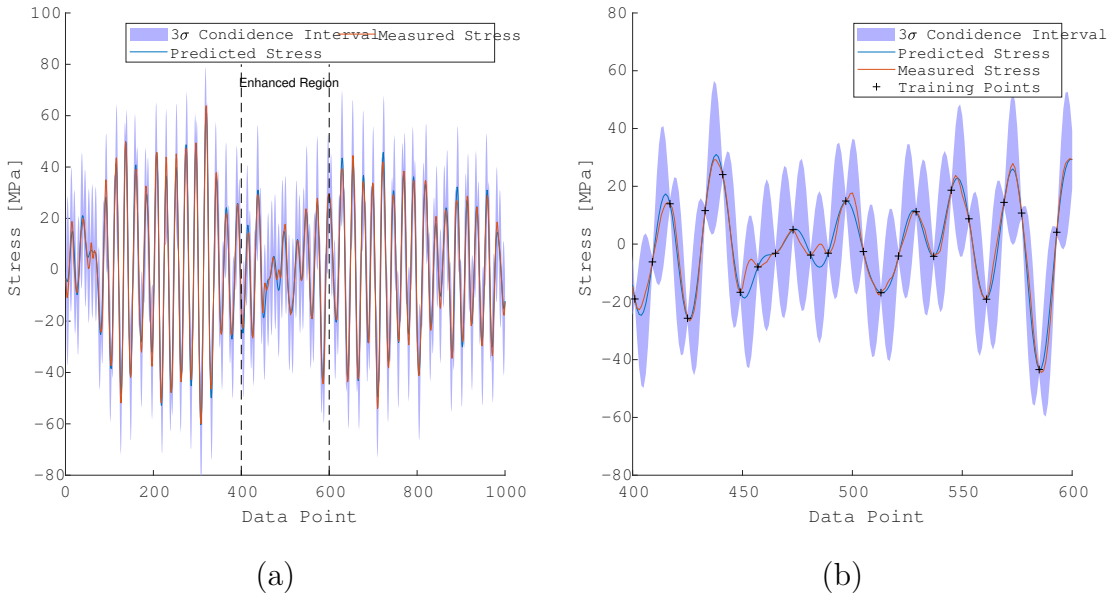 100
80
60
40
20
0
−20
−40
−60
−80
Stress [MPa]
3σ Condidence Interval
Measured Stress
Predicted Stress
Enhanced Region
0 200 400 600 800 1000
Data Point
(a)
80
60
40
20
0
−20
−40
−60
−80
Stress [MPa]
3σ Condidence Interval
Predicted Stress
Measured Stress
Training Points
400 450 500 550 600
Data Point
(b)